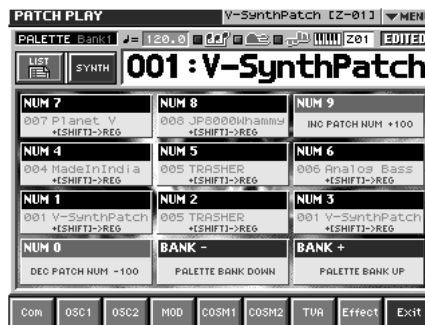 PATCH PLAY V-SynthPatch [Z-01] ▼MEN
PALETTE Bank1 ♩= 120.0 Z01 EDITED
LIST SYNTH 001:V-SynthPatch
NUM 7 NUM 8 NUM 9
007 Planet V 008 JP8000Whammy INC PATCH NUM +100
+[SHIFT]->REG +[SHIFT]->REG
NUM 4 NUM 5 NUM 6
004 MadeInIndia 005 TRASHER 006 Analog Bass
+[SHIFT]->REG +[SHIFT]->REG +[SHIFT]->REG
NUM 1 NUM 2 NUM 3
001 V-SynthPatch 005 TRASHER 001 V-SynthPatch
+[SHIFT]->REG +[SHIFT]->REG +[SHIFT]->REG
NUM 0 BANK - BANK +
DEC PATCH NUM -100 PALETTE BANK DOWN PALETTE BANK UP
Com OSC1 OSC2 MOD COSM1 COSM2 TVA Effect Exit